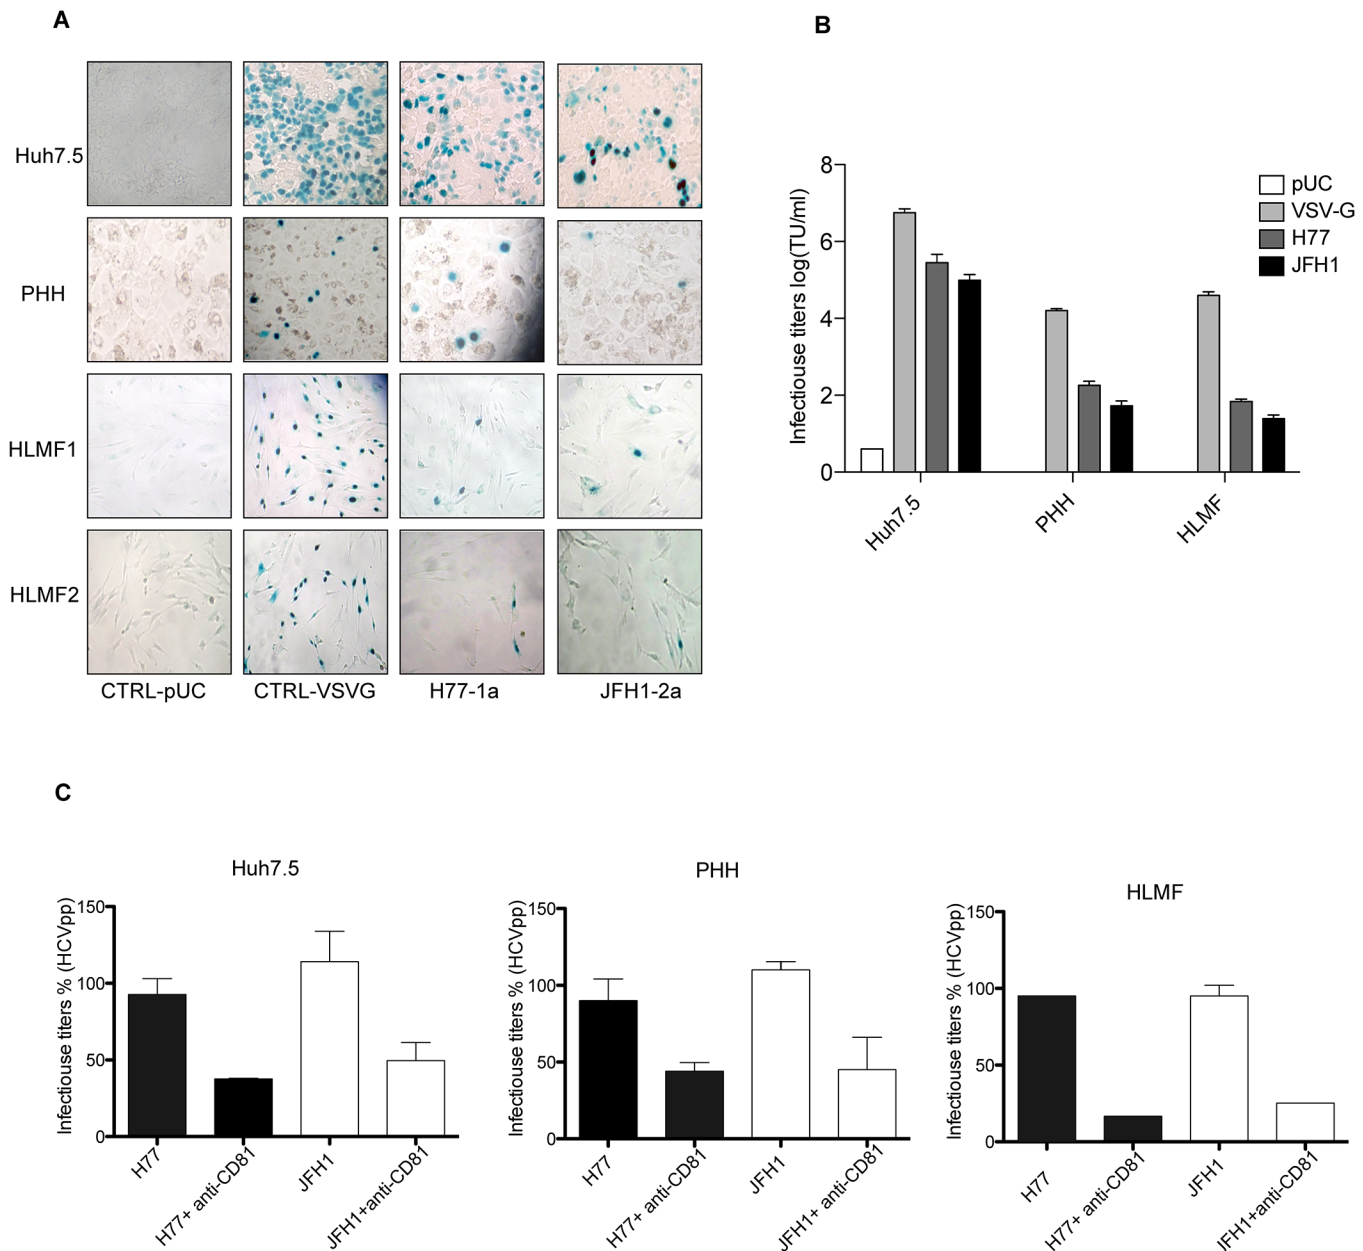 A
Huh7.5
PHH
HLMF1
HLMF2
CTRL-pUC
CTRL-VSVG
H77-1a
JFH1-2a
B
Infectiouse titers log(TU/ml)
8
6
4
2
0
Huh7.5
PHH
HLMF
pUC
VSV-G
H77
JFH1
C
Huh7.5
Infectiouse titers % (HCVpp)
150
100
50
0
H77
H77+ anti-CD81
JFH1
JFH1+anti-CD81
PHH
Infectiouse titers % (HCVpp)
150
100
50
0
H77
H77+ anti-CD81
JFH1
JFH1+ anti-CD81
HLMF
Infectiouse titers % (HCVpp)
150
100
50
0
H77
H77+ anti-CD81
JFH1
IFH1+anti-CD81